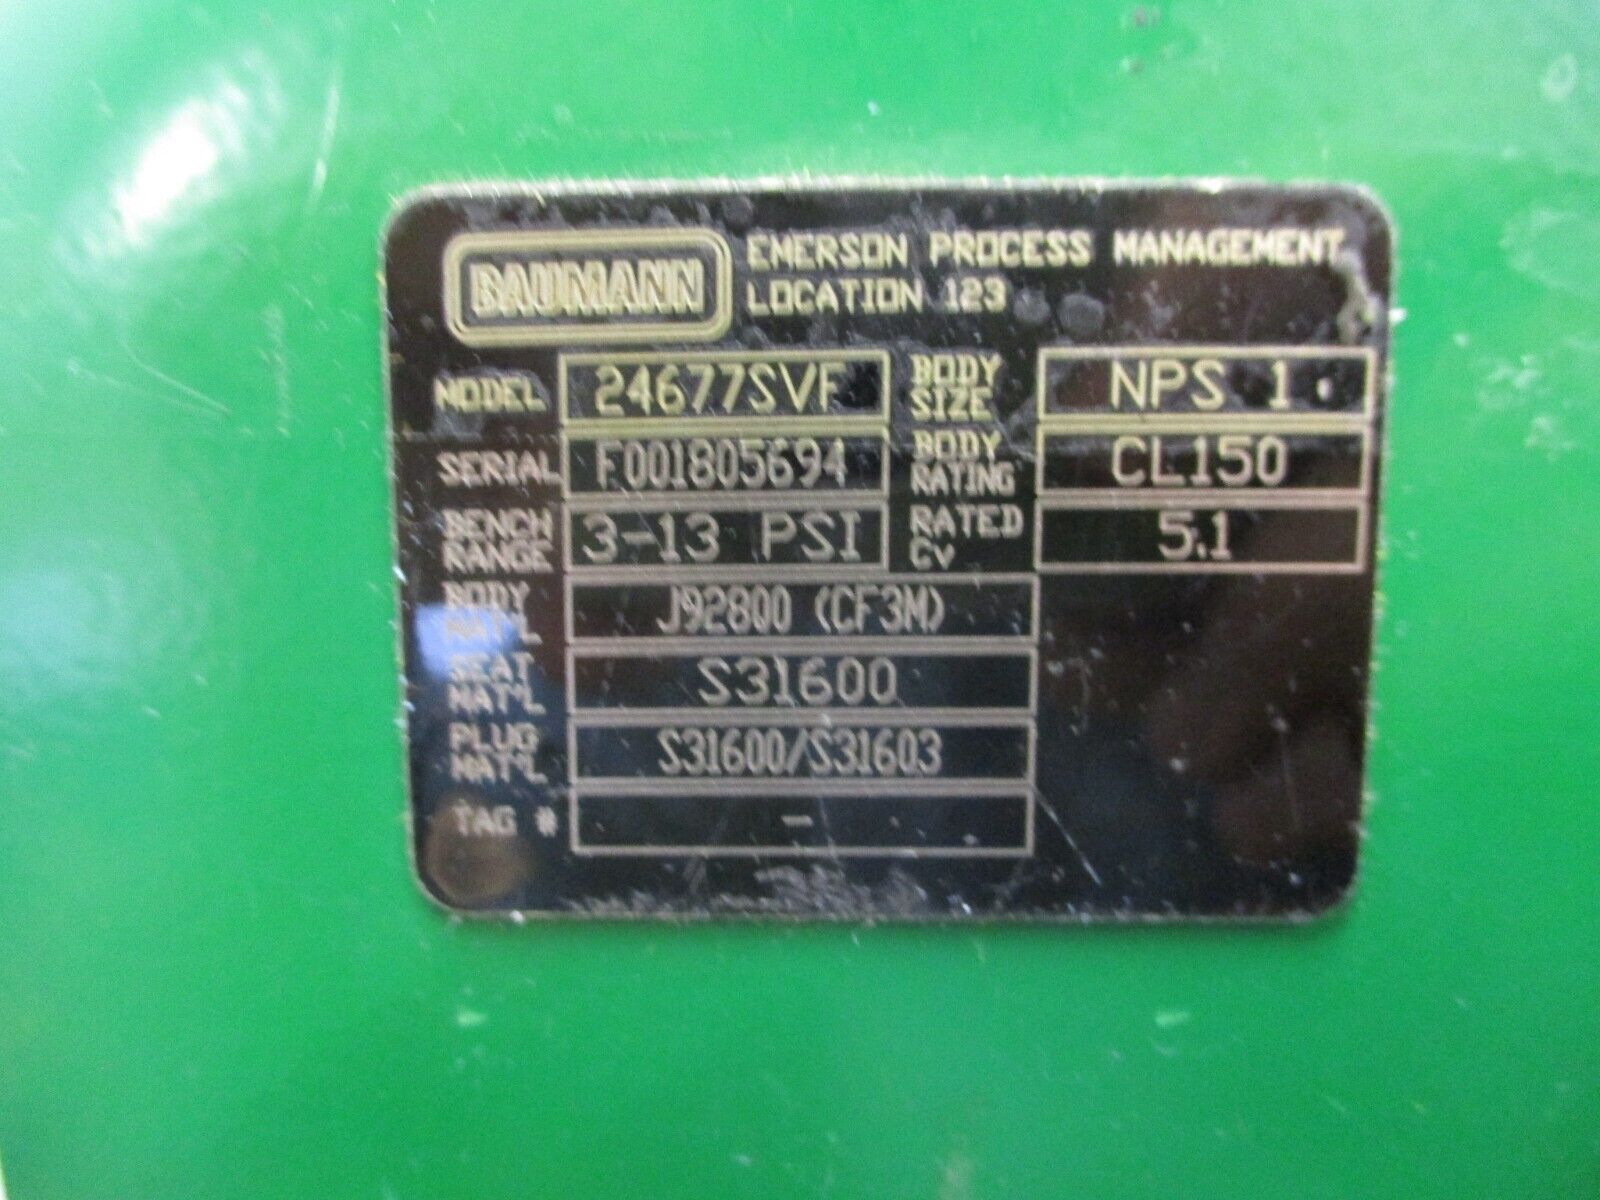 BAUMANN EMERSON PROCESS MANAGEMENT
LOCATION 123
MODEL 24677SVF BODY SIZE NPS 1
SERIAL F001805694 BODY RATING CL150
BENCH RANGE 3-13 PSI RATED Cv 5.1
BODY MAT'L J92800 (CF3M)
SEAT MAT'L S31600
PLUG MAT'L S31600/S31603
TAG # -